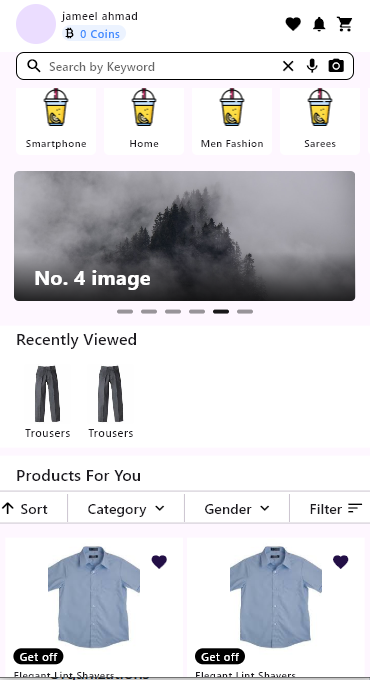 jameel ahmad
0 Coins
Search by Keyword
Smartphone Home Men Fashion Sarees
No. 4 image
Recently Viewed
Trousers Trousers
Products For You
Sort Category Gender Filter
Get off Get off
Elegant Lint Shavers Elegant Lint Shavers